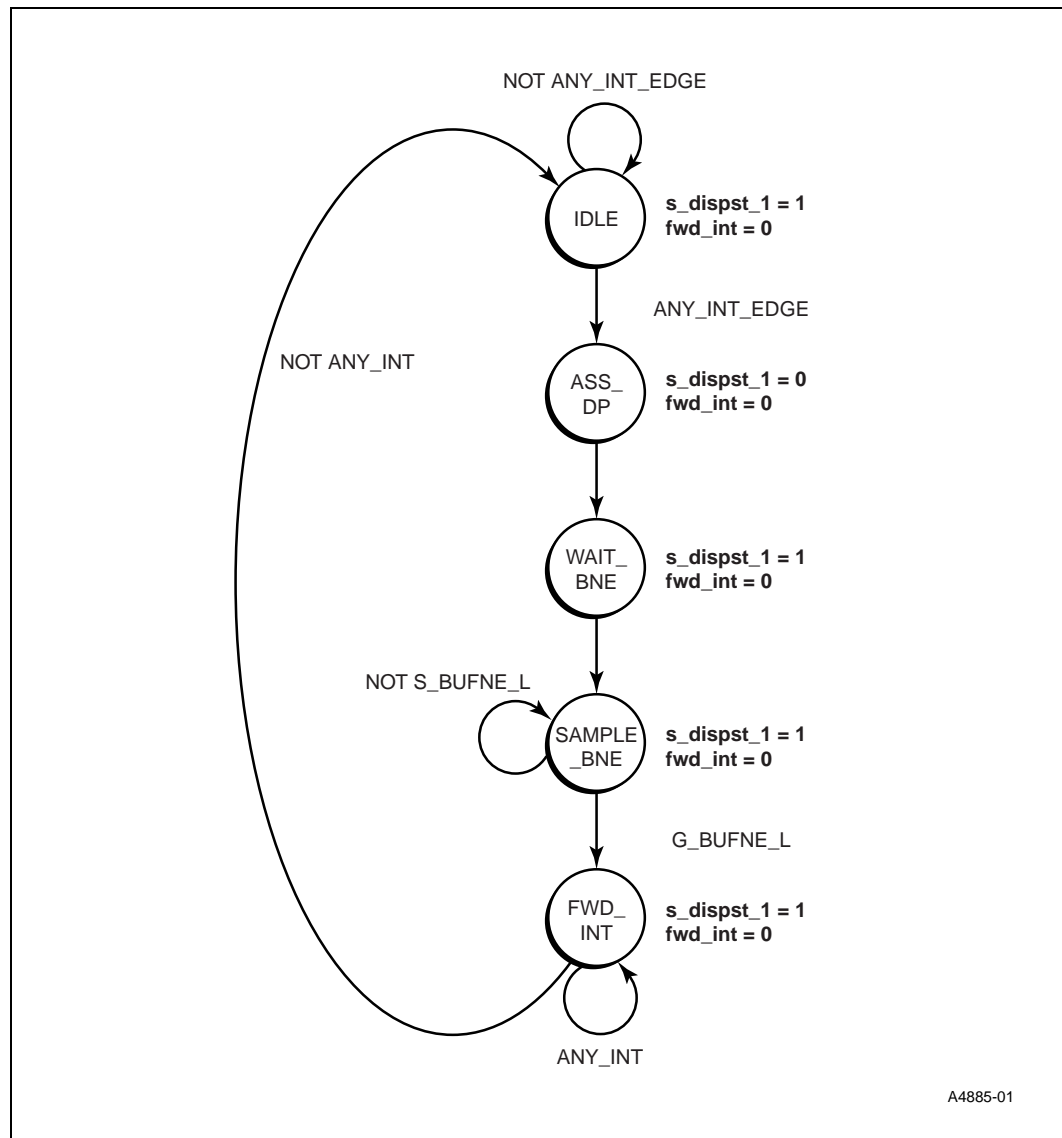 NOT ANY_INT_EDGE
IDLE
s_dispst_1 = 1
fwd_int = 0
ANY_INT_EDGE
NOT ANY_INT
ASS_
DP
s_dispst_1 = 0
fwd_int = 0
WAIT_
BNE
s_dispst_1 = 1
fwd_int = 0
NOT S_BUFNE_L
SAMPLE
_BNE
s_dispst_1 = 1
fwd_int = 0
G_BUFNE_L
FWD_
INT
s_dispst_1 = 1
fwd_int = 0
ANY_INT
A4885-01